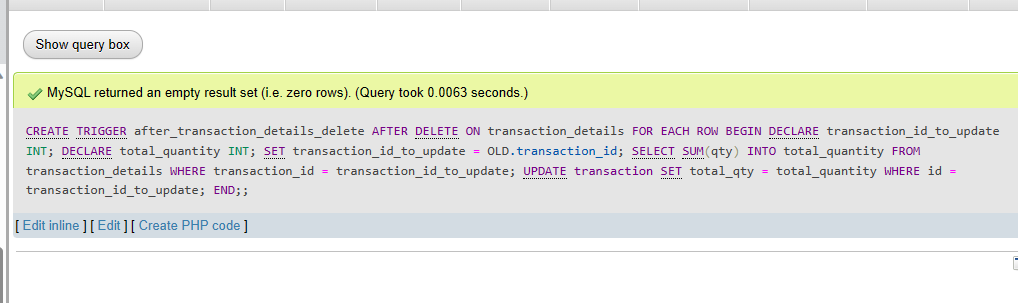 Show query box
MySQL returned an empty result set (i.e. zero rows). (Query took 0.0063 seconds.)
CREATE TRIGGER after_transaction_details_delete AFTER DELETE ON transaction_details FOR EACH ROW BEGIN DECLARE transaction_id_to_update
INT; DECLARE total_quantity INT; SET transaction_id_to_update = OLD.transaction_id; SELECT SUM(qty) INTO total_quantity FROM
transaction_details WHERE transaction_id = transaction_id_to_update; UPDATE transaction SET total_qty = total_quantity WHERE id =
transaction_id_to_update; END;;
[ Edit inline ] [ Edit ] [ Create PHP code ]